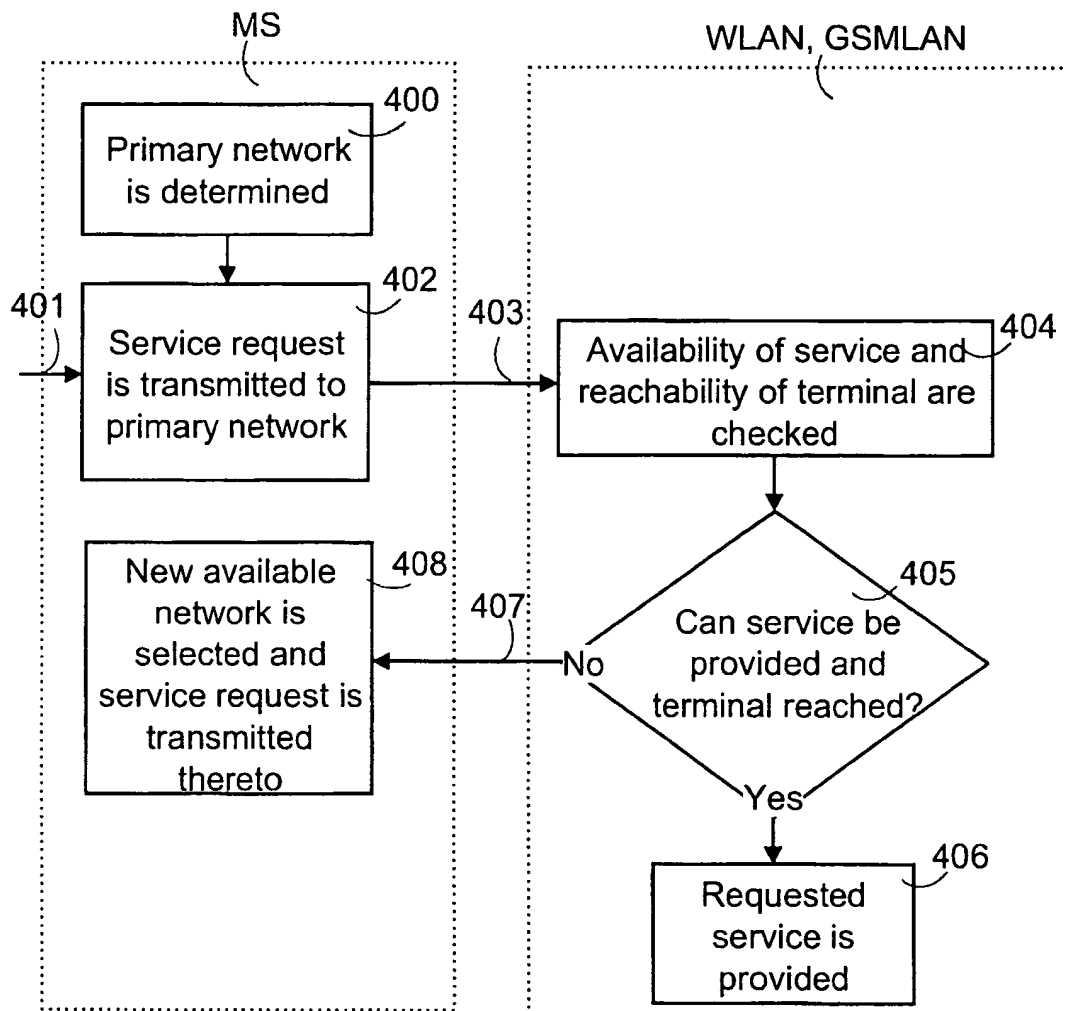 MS
WLAN, GSMLAN
400
Primary network
is determined
401
402
Service request
is transmitted to
primary network
403
404
Availability of service and
reachability of terminal are
checked
405
Can service be
provided and
terminal reached?
No
407
408
New available
network is
selected and
service request is
transmitted
thereto
Yes
406
Requested
service is
provided